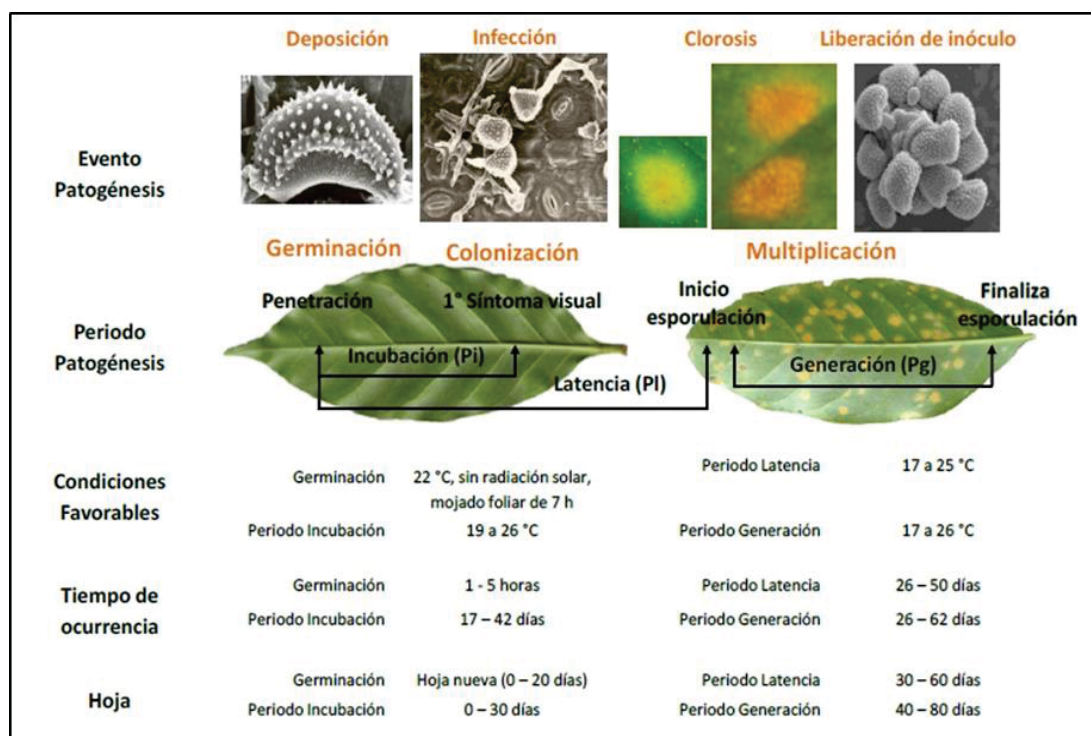 Deposición
Infección
Clorosis
Liberación de inóculo
Evento
Patogénesis
Germinación
Colonización
Multiplicación
Penetración
1° Síntoma visual
Inicio
esporulación
Finaliza
esporulación
Periodo
Patogénesis
Incubación (Pi)
Latencia (Pl)
Generación (Pg)
Condiciones
Favorables
Germinación
22 °C, sin radiación solar,
mojado foliar de 7 h
Periodo Latencia
17 a 25 °C
Periodo Incubación
19 a 26 °C
Periodo Generación
17 a 26 °C
Tiempo de
ocurrencia
Germinación
1 - 5 horas
Periodo Latencia
26 – 50 días
Periodo Incubación
17 – 42 días
Periodo Generación
26 – 62 días
Hoja
Germinación
Hoja nueva (0 – 20 días)
Periodo Latencia
30 – 60 días
Periodo Incubación
0 – 30 días
Periodo Generación
40 – 80 días